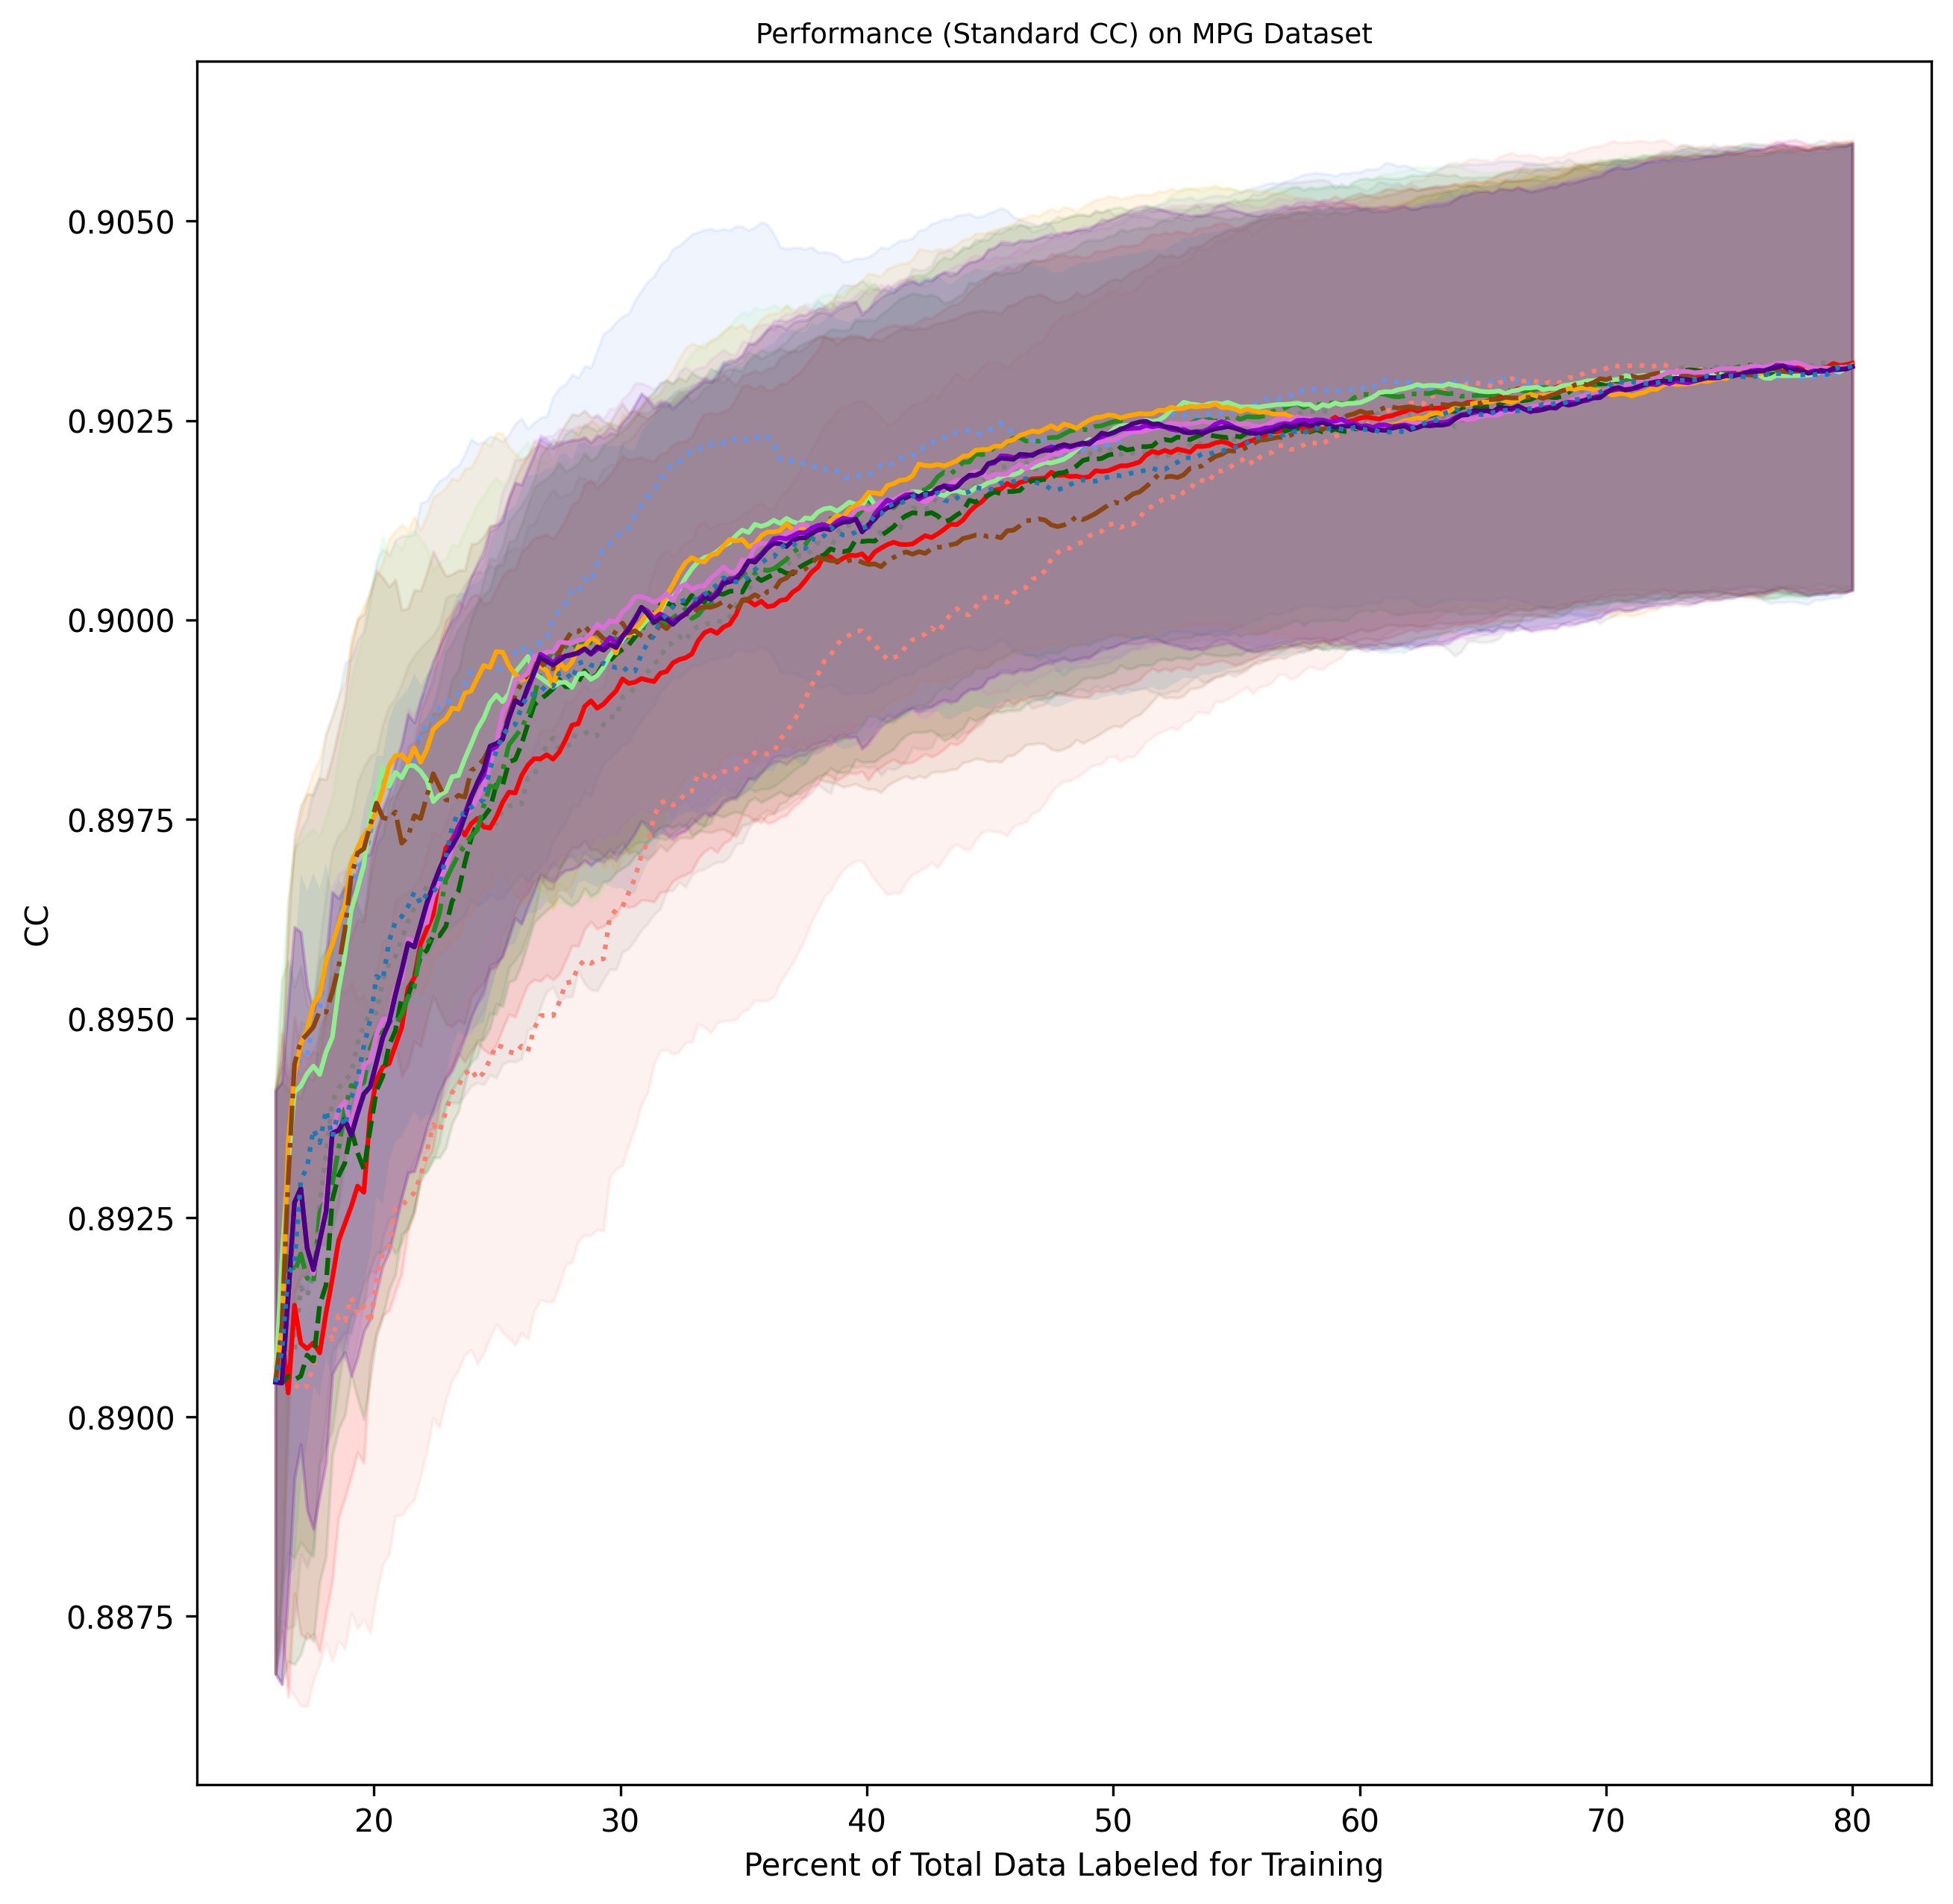 Performance (Standard CC) on MPG Dataset
0.9050
0.9025
0.9000
0.8975
0.8950
0.8925
0.8900
0.8875
CC
20 30 40 50 60 70 80
Percent of Total Data Labeled for Training